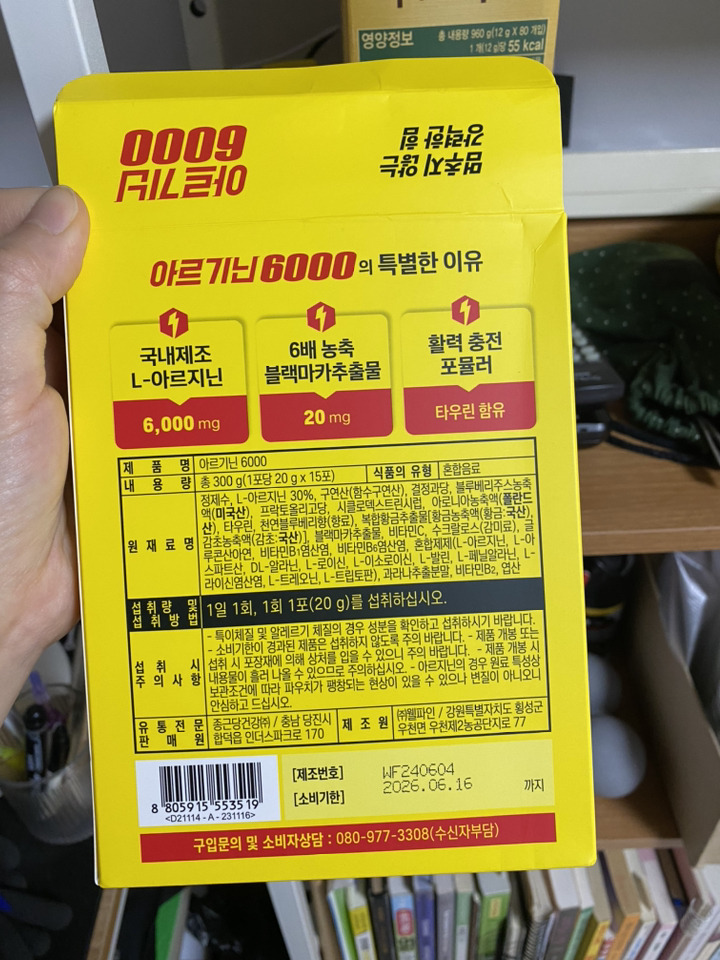 영양정보
총 내용량 960 g(12 g X 80 개입)
1개(12 g)당 55 kcal
아르기닌
6000
멈추지 않는
강력한 힘
아르기닌 6000의 특별한 이유
국내제조
L-아르지닌
6,000 mg
6배 농축
블랙마카추출물
20 mg
활력 충전
포뮬러
타우린 함유
제 품 명 아르기닌 6000
내 용 량 총 300 g(1포당 20 g x 15포) 식품의 유형 혼합음료
원 재 료 명
정제수, L-아르지닌 30%, 구연산(함수구연산), 결정과당, 블루베리주스농축
액(미국산), 프락토올리고당, 시클로덱스트린시럽, 아로니아농축액(폴란드
산), 타우린, 천연블루베리향(향료), 복합황금추출물[황금농축액(황금:국산),
감초농축액(감초:국산)], 블랙마카추출물, 비타민C, 수크랄로스(감미료), 글
루콘산아연, 비타민B1염산염, 비타민B6염산염, 혼합제제(L-아르지닌, L-아
스파트산, DL-알라닌, L-로이신, L-이소로이신, L-발린, L-페닐알라닌, L-
라이신염산염, L-트레오닌, L-트립토판), 과라나추출분말, 비타민B2, 엽산
섭취량 및
섭취 방법
1일 1회, 1회 1포(20 g)를 섭취하십시오.
섭 취 시
주 의 사 항
- 특이체질 및 알레르기 체질의 경우 성분을 확인하고 섭취하시기 바랍니다.
- 소비기한이 경과된 제품은 섭취하지 않도록 주의 바랍니다. - 제품 개봉 또는
섭취 시 포장재에 의해 상처를 입을 수 있으니 주의 바랍니다. - 제품 개봉 시
내용물이 흘러 나올 수 있으므로 주의하십시오. - 아르지닌의 경우 원료 특성상
보관조건에 따라 파우치가 팽창되는 현상이 있을 수 있으나 변질이 아니오니
안심하고 드십시오.
유 통 전 문
판 매 원
종근당건강㈜ / 충남 당진시
합덕읍 인더스파크로 170
제 조 원
㈜웰파인 / 강원특별자치도 횡성군
우천면 우천제2농공단지로 77
8 805915 553519
<D21114 - A - 231116>
[제조번호] WF240604
[소비기한] 2026.06.16 까지
구입문의 및 소비자상담 : 080-977-3308(수신자부담)